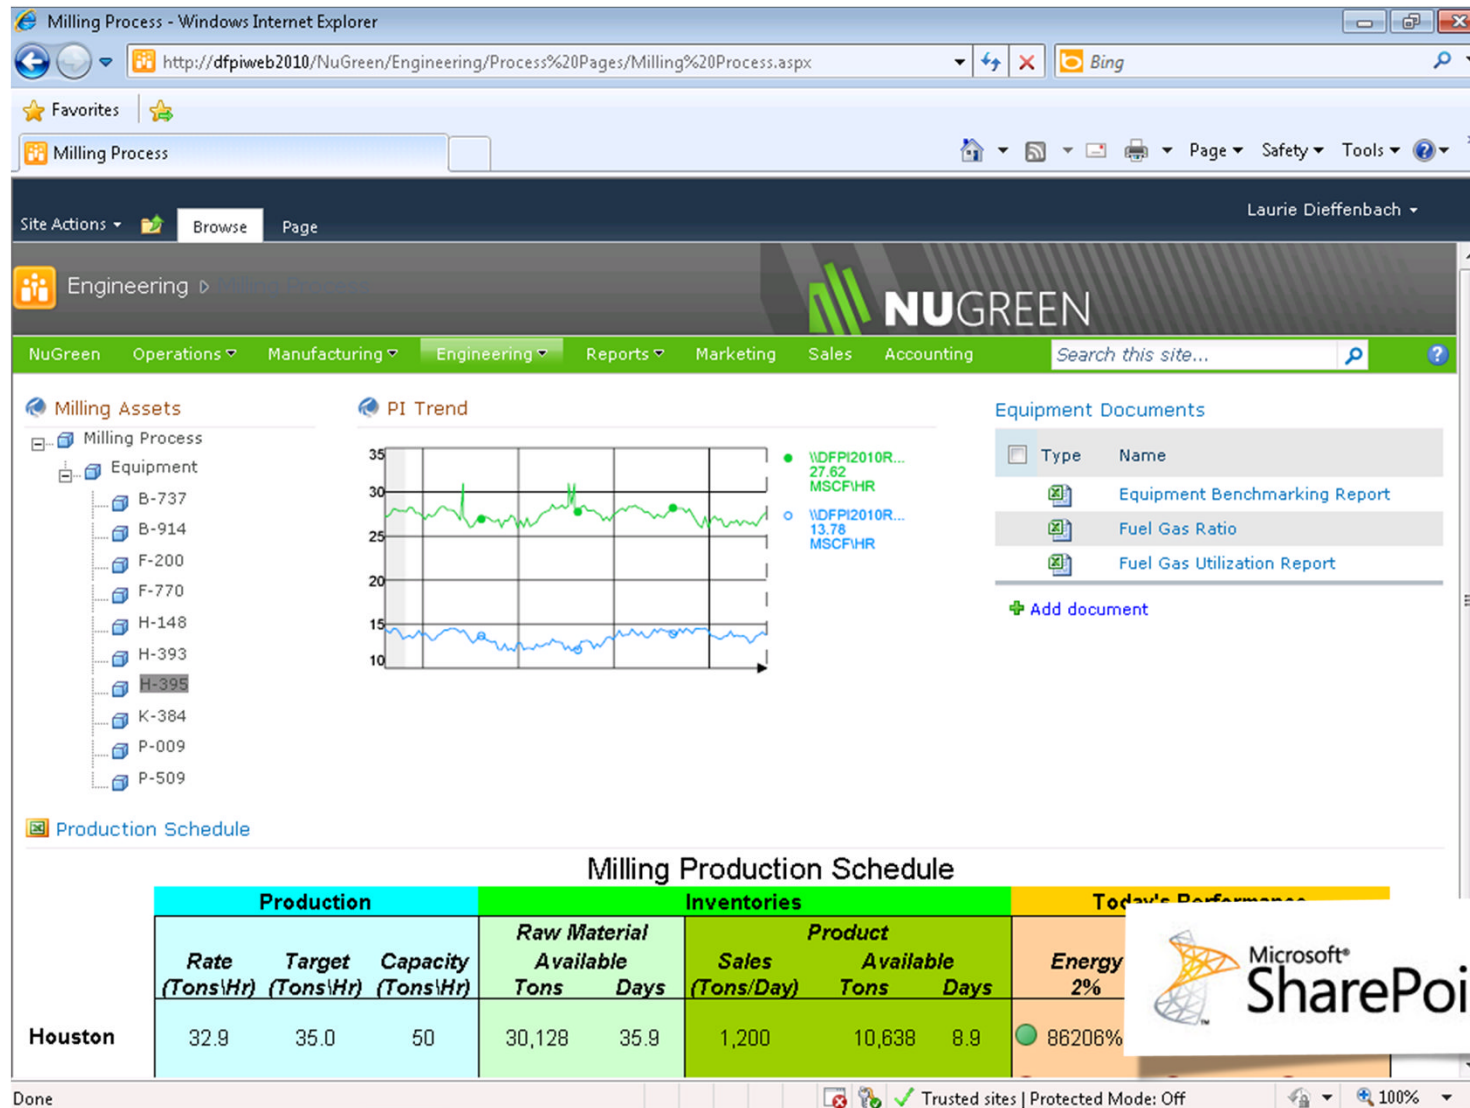 Milling Process - Windows Internet Explorer
http://dfpiweb2010/NuGreen/Engineering/Process%20Pages/Milling%20Process.aspx
Bing
Favorites
Milling Process
Page Safety Tools
Laurie Dieffenbach
Site Actions Browse Page
Engineering Milling Process
NUGREEN
NuGreen Operations Manufacturing Engineering Reports Marketing Sales Accounting Search this site...
Milling Assets
Milling Process
Equipment
B-737
B-914
F-200
F-770
H-148
H-393
H-395
K-384
P-009
P-509
PI Trend
35
30
25
20
15
10
\\DFPI2010R...
27.62
MSCF\HR
\\DFPI2010R...
13.78
MSCF\HR
Equipment Documents
Type Name
Equipment Benchmarking Report
Fuel Gas Ratio
Fuel Gas Utilization Report
Add document
Production Schedule
Milling Production Schedule
Production Inventories Today's Performance
Raw Material Product
Rate Target Capacity Available Sales Available Energy
(Tons\Hr) (Tons\Hr) (Tons\Hr) Tons Days (Tons/Day) Tons Days 2%
Houston 32.9 35.0 50 30,128 35.9 1,200 10,638 8.9 86206%
Microsoft®
SharePoi
Done Trusted sites | Protected Mode: Off 100%